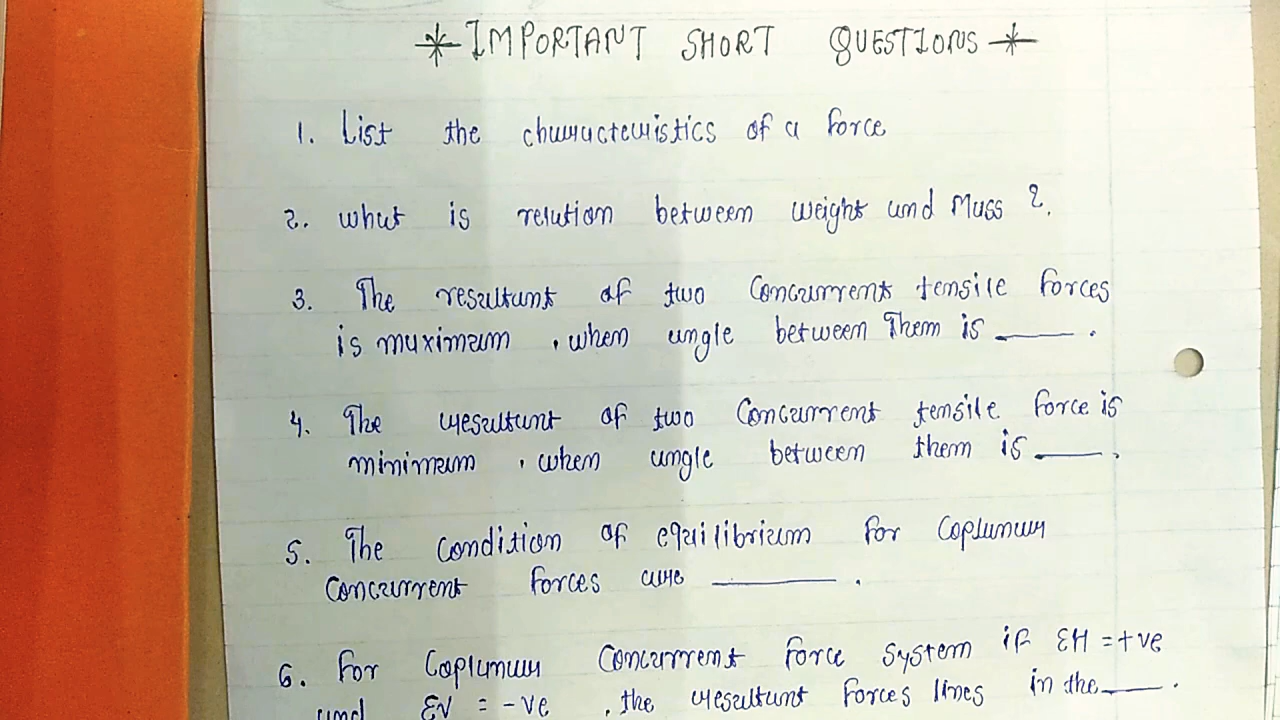 * IMPORTANT SHORT QUESTIONS *
1. List the characteristics of a force
2. what is relation between weight and Mass ?.
3. The resultant of two Concurrent tensile forces
is maximum , when angle between Them is ____ .
4. The resultant of two Concurrent tensile force is
minimum , when angle between them is ____ .
5. The condition of equilibrium for Coplanar
Concurrent forces are ____ .
6. For Coplanar Concurrent force system if ΣH = +ve
and ΣV = -ve , the resultant forces lines in the ____ .